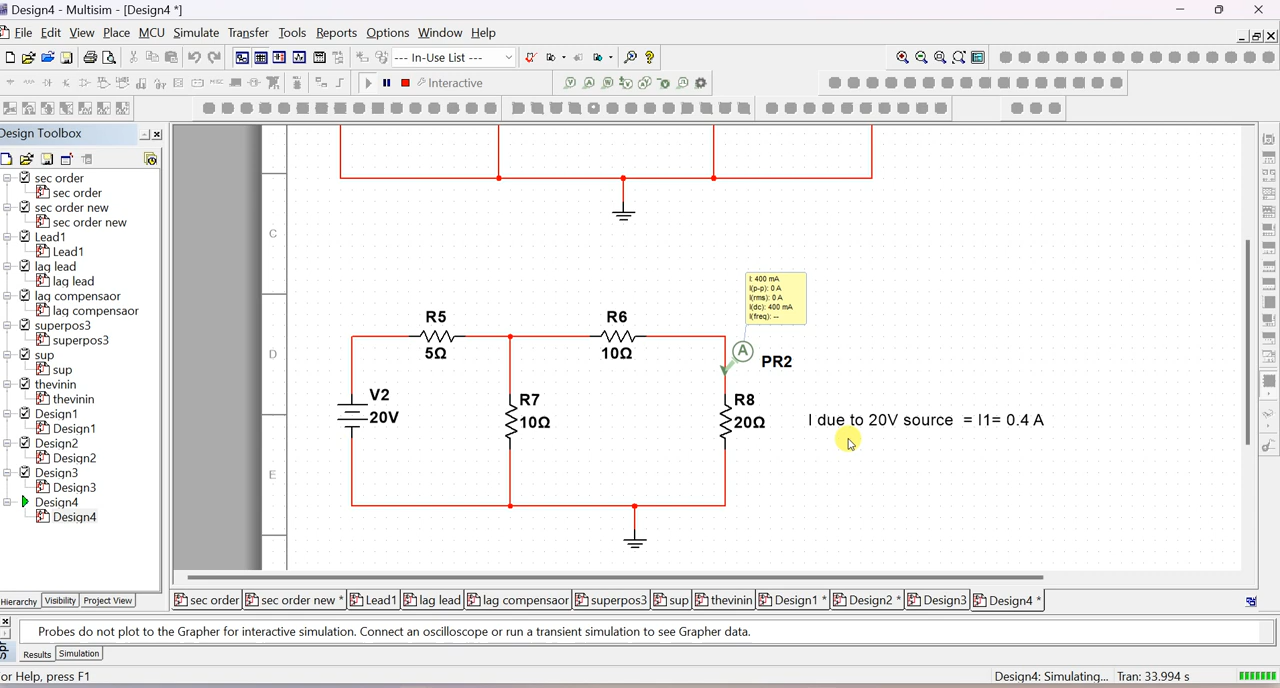 Design4 - Multisim - [Design4 *]
File Edit View Place MCU Simulate Transfer Tools Reports Options Window Help
--- In-Use List ---
Interactive
Design Toolbox
sec order
sec order
sec order new
sec order new
Lead1
Lead1
lag lead
lag lead
lag compensaor
lag compensaor
superpos3
superpos3
sup
sup
thevinin
thevinin
Design1
Design1
Design2
Design2
Design3
Design3
Design4
Design4
Hierarchy Visibility Project View
C
D
E
I: 400 mA
I(p-p): 0 A
I(rms): 0 A
I(dc): 400 mA
I(freq): --
R5
5Ω
R6
10Ω
A
PR2
V2
20V
R7
10Ω
R8
20Ω
I due to 20V source = I1= 0.4 A
sec order sec order new * Lead1 lag lead lag compensaor superpos3 sup thevinin Design1 * Design2 * Design3 Design4 *
Probes do not plot to the Grapher for interactive simulation. Connect an oscilloscope or run a transient simulation to see Grapher data.
Results Simulation
or Help, press F1
Design4: Simulating... Tran: 33.994 s